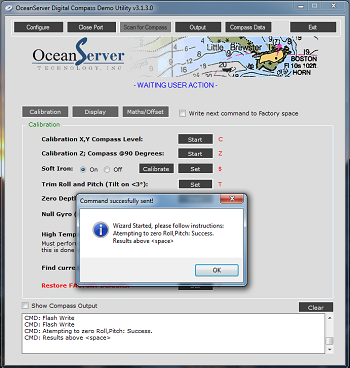 OceanServer Digital Compass Demo Utility v3.1.3.0
Configure Close Port Scan for Compass Output Compass Data Exit
OceanServer
TECHNOLOGY, INC
Little Brewster I
BOSTON
Fl 10s 102ft
HORN
- WAITING USER ACTION -
Calibration Display Maths/Offset Write next command to Factory space
Calibration
Calibration X,Y Compass Level: Start C
Calibration Z; Compass @90 Degrees: Start Z
Soft Iron: On Off Calibrate Set $
Trim Roll and Pitch (Tilt on <3°): Set T
Command succesfully sent!
Zero Depth
Null Gyro (
Wizard Started, please follow instructions:
Atempting to zero Roll,Pitch: Success.
Results above <space>
High Temp
Must perform
this is done
Find curre
OK
Restore
Show Compass Output Clear
CMD: Flash Write
CMD: Flash Write
CMD: Atempting to zero Roll,Pitch: Success.
CMD: Results above <space>